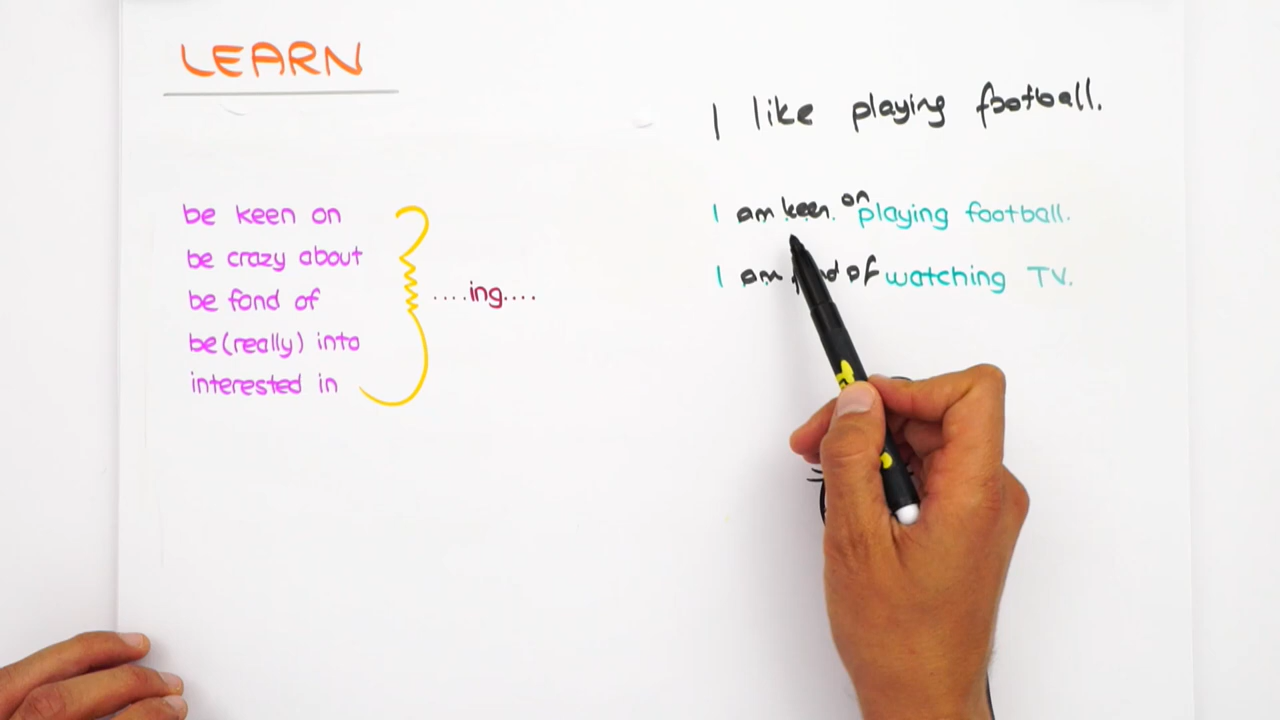 LEARN
be keen on
be crazy about
be fond of
be (really) into
interested in
....ing....
I like playing football.
I am keen on playing football.
I am of watching TV.